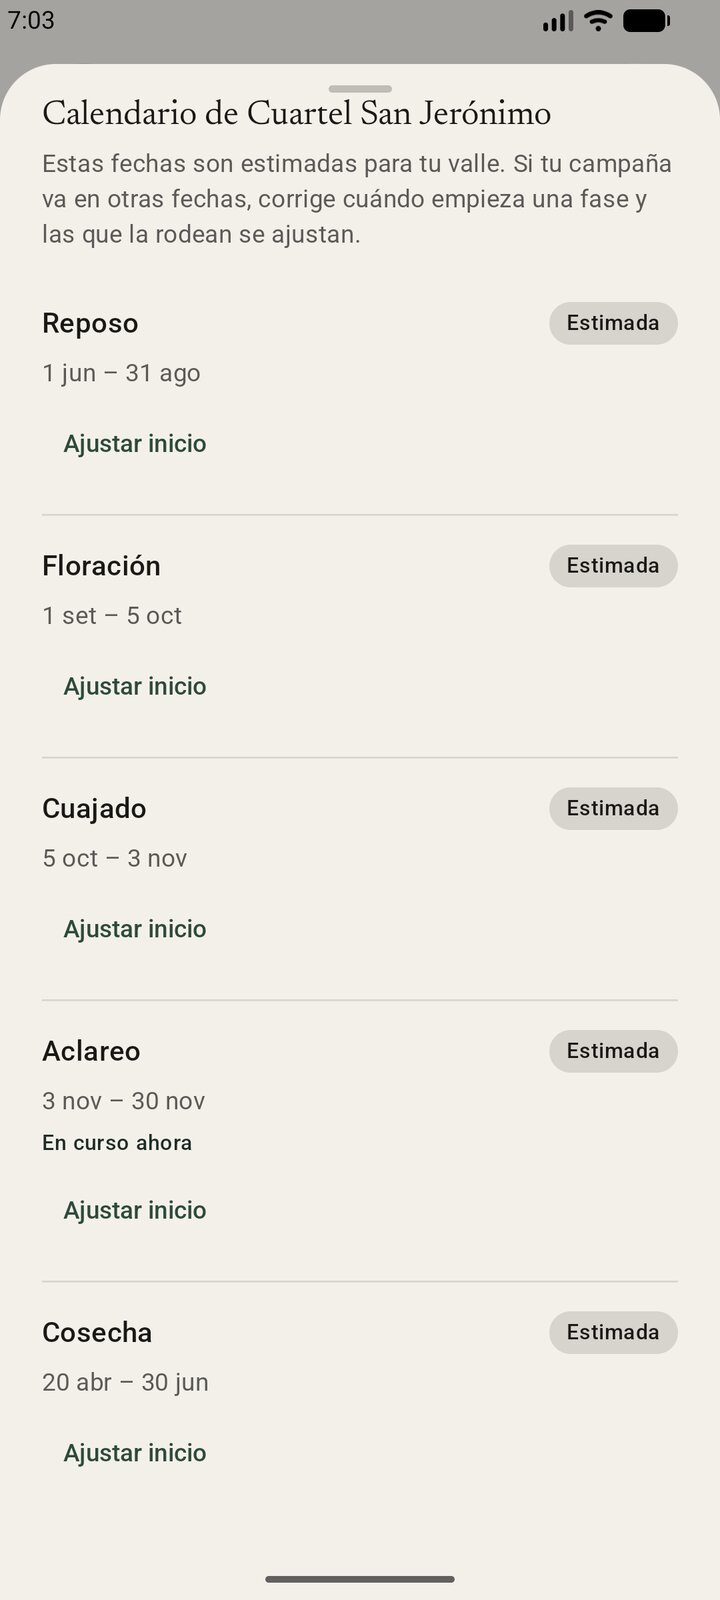 7:03
Calendario de Cuartel San Jerónimo
Estas fechas son estimadas para tu valle. Si tu campaña
va en otras fechas, corrige cuándo empieza una fase y
las que la rodean se ajustan.
Reposo
Estimada
1 jun – 31 ago
Ajustar inicio
Floración
Estimada
1 set – 5 oct
Ajustar inicio
Cuajado
Estimada
5 oct – 3 nov
Ajustar inicio
Aclareo
Estimada
3 nov – 30 nov
En curso ahora
Ajustar inicio
Cosecha
Estimada
20 abr – 30 jun
Ajustar inicio